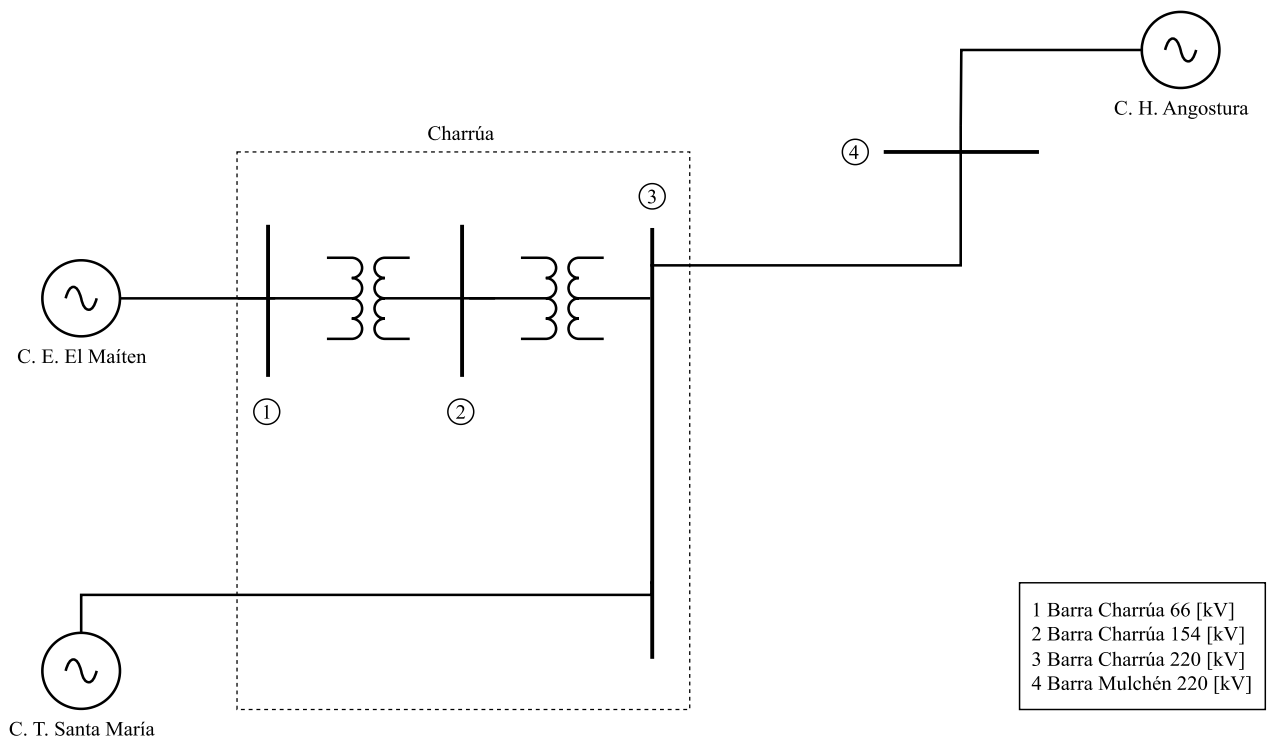 C. H. Angostura
Charrúa
4
3
C. E. El Maíten
1
2
C. T. Santa María
1 Barra Charrúa 66 [kV]
2 Barra Charrúa 154 [kV]
3 Barra Charrúa 220 [kV]
4 Barra Mulchén 220 [kV]